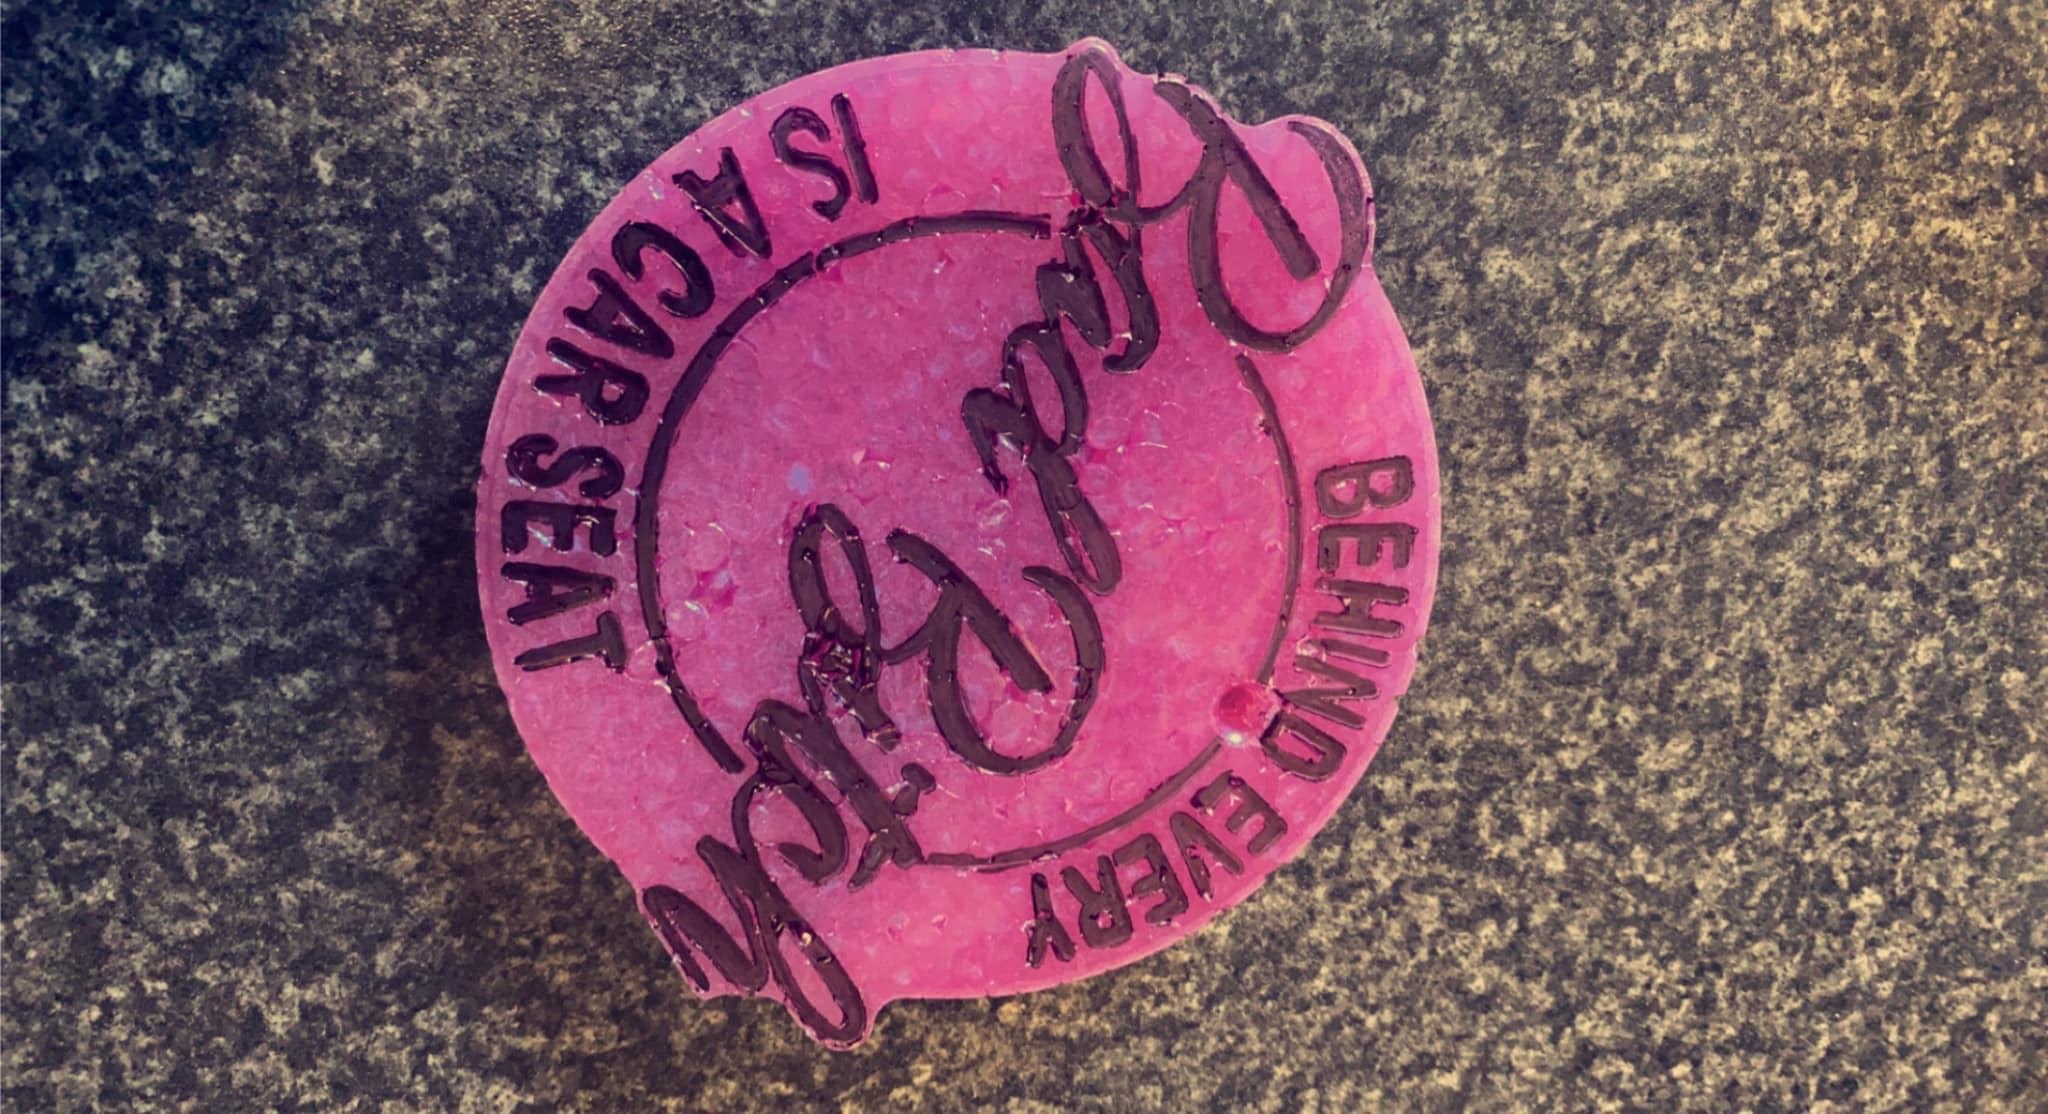 BEHIND EVERY
Bad Bitch
IS A CAR SEAT